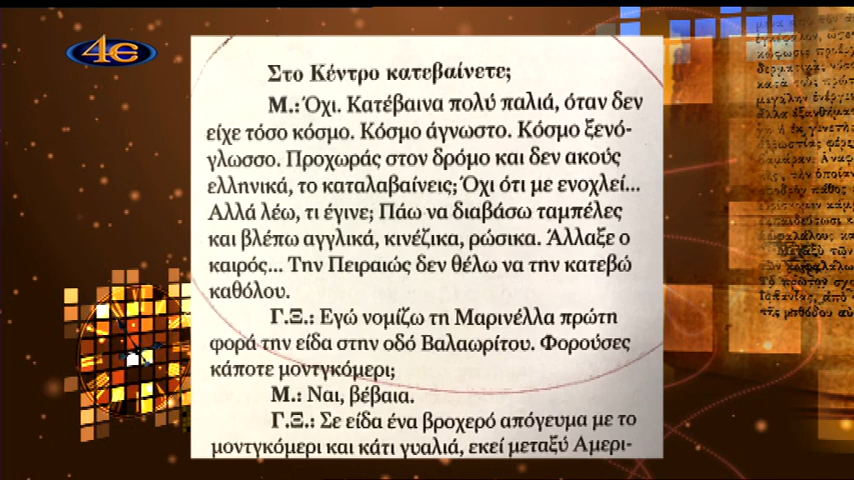 4ε
Στο Κέντρο κατεβαίνετε;
Μ.: Όχι. Κατέβαινα πολύ παλιά, όταν δεν
είχε τόσο κόσμο. Κόσμο άγνωστο. Κόσμο ξενό-
γλωσσο. Προχωράς στον δρόμο και δεν ακούς
ελληνικά, το καταλαβαίνεις; Όχι ότι με ενοχλεί...
Αλλά λέω, τι έγινε; Πάω να διαβάσω ταμπέλες
και βλέπω αγγλικά, κινέζικα, ρώσικα. Άλλαξε ο
καιρός... Την Πειραιώς δεν θέλω να την κατεβώ
καθόλου.
Γ.Ξ.: Εγώ νομίζω τη Μαρινέλλα πρώτη
φορά την είδα στην οδό Βαλαωρίτου. Φορούσες
κάποτε μοντγκόμερι;
Μ.: Ναι, βέβαια.
Γ.Ξ.: Σε είδα ένα βροχερό απόγευμα με το
μοντγκόμερι και κάτι γυαλιά, εκεί μεταξύ Αμερι-